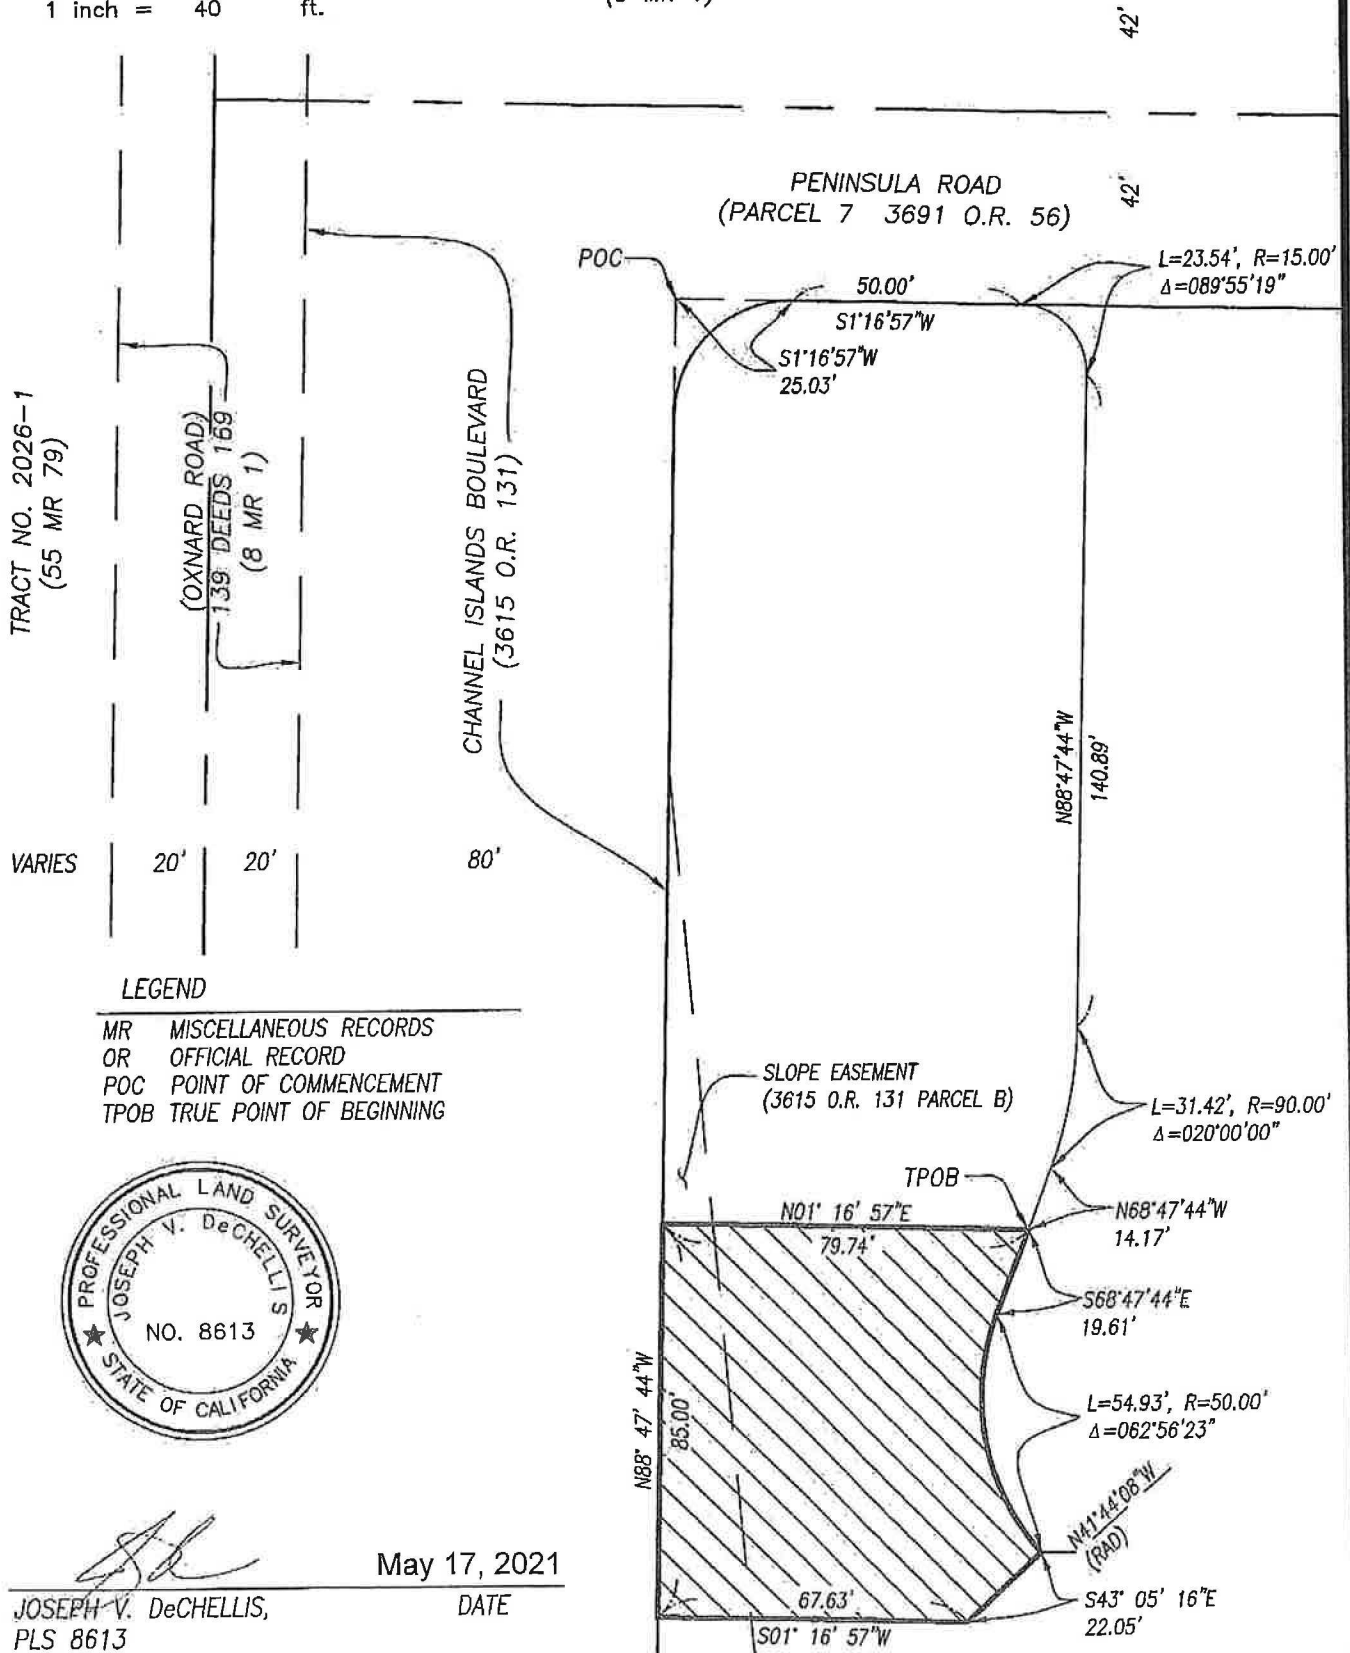 1 inch = 40 ft.
42'
PENINSULA ROAD
(PARCEL 7 3691 O.R. 56)
42'
POC
50.00'
S1°16'57"W
L=23.54', R=15.00'
Δ=089°55'19"
S1°16'57"W
25.03'
TRACT NO. 2026-1
(55 MR 79)
(OXNARD ROAD)
139 DEEDS 169
(8 MR 1)
CHANNEL ISLANDS BOULEVARD
(3615 O.R. 131)
N88°47'44"W
140.89'
VARIES
20'
20'
80'
LEGEND
MR MISCELLANEOUS RECORDS
OR OFFICIAL RECORD
POC POINT OF COMMENCEMENT
TPOB TRUE POINT OF BEGINNING
SLOPE EASEMENT
(3615 O.R. 131 PARCEL B)
L=31.42', R=90.00'
Δ=020°00'00"
TPOB
N01° 16' 57"E
79.74'
N68°47'44"W
14.17'
S68°47'44"E
19.61'
PROFESSIONAL LAND SURVEYOR
JOSEPH V. DeCHELLIS
NO. 8613
STATE OF CALIFORNIA
N88° 47' 44"W
85.00'
L=54.93', R=50.00'
Δ=062°56'23"
N41°44'08"W
(RAD)
S43° 05' 16"E
22.05'
67.63'
S01° 16' 57"W
May 17, 2021
JOSEPH V. DeCHELLIS,
PLS 8613
DATE